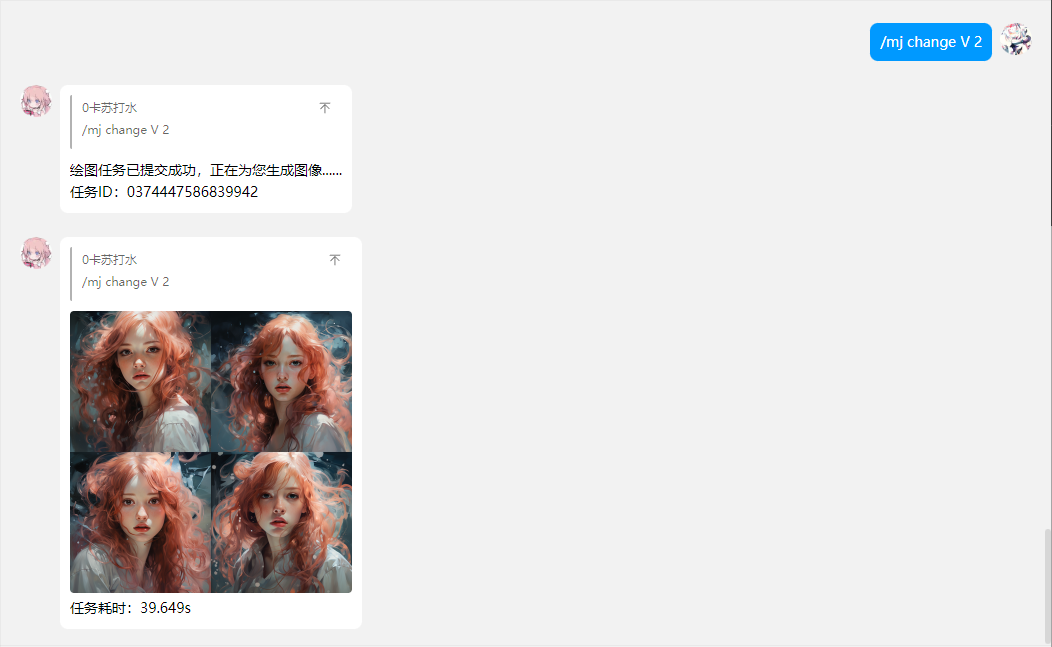 /mj change V 2
0卡苏打水
/mj change V 2
绘图任务已提交成功，正在为您生成图像......
任务ID：0374447586839942
0卡苏打水
/mj change V 2
任务耗时：39.649s